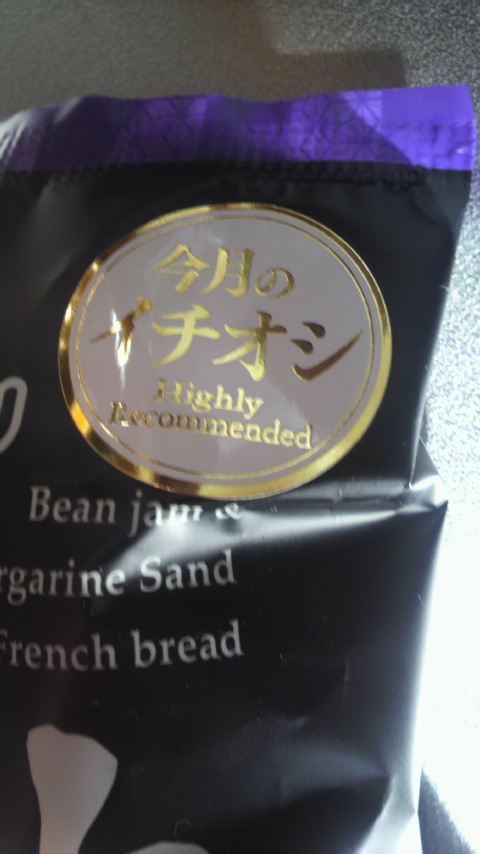 今月の
イチオシ
Highly
Recommended
Bean jam &
rgarine Sand
French bread